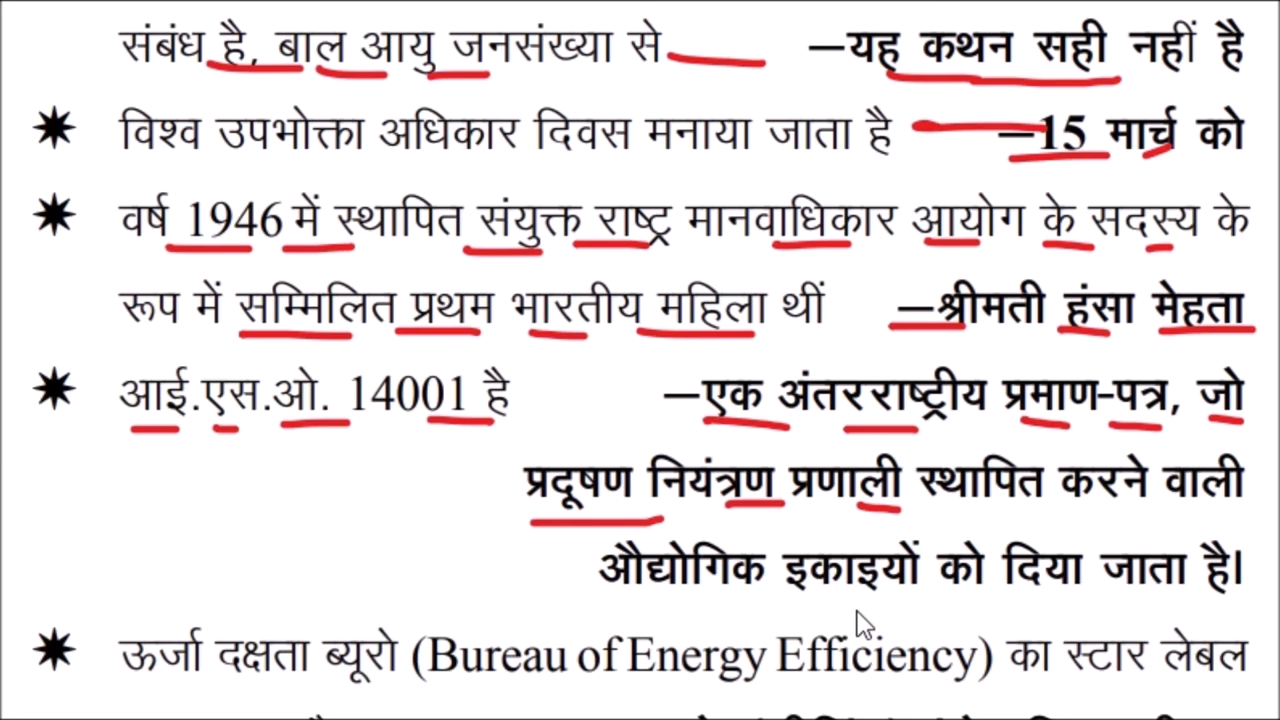 संबंध है, बाल आयु जनसंख्या से —यह कथन सही नहीं है
✷ विश्व उपभोक्ता अधिकार दिवस मनाया जाता है —15 मार्च को
✷ वर्ष 1946 में स्थापित संयुक्त राष्ट्र मानवाधिकार आयोग के सदस्य के
रूप में सम्मिलित प्रथम भारतीय महिला थीं —श्रीमती हंसा मेहता
✷ आई.एस.ओ. 14001 है —एक अंतरराष्ट्रीय प्रमाण-पत्र, जो
प्रदूषण नियंत्रण प्रणाली स्थापित करने वाली
औद्योगिक इकाइयों को दिया जाता है।
✷ ऊर्जा दक्षता ब्यूरो (Bureau of Energy Efficiency) का स्टार लेबल